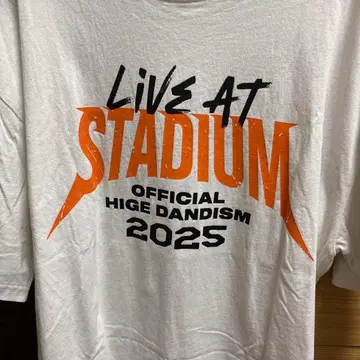 LiVE AT
STADIUM
OFFICIAL
HIGE DANDISM
2025